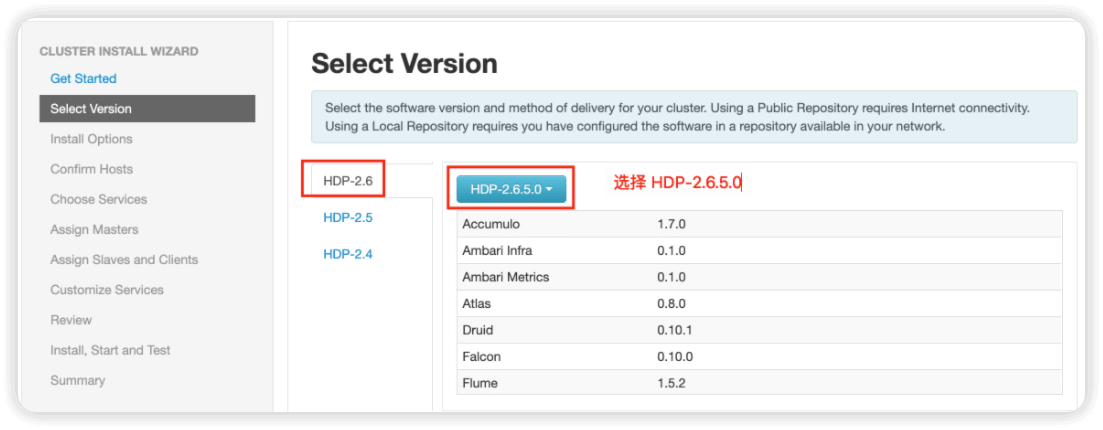 CLUSTER INSTALL WIZARD
Get Started
Select Version
Install Options
Confirm Hosts
Choose Services
Assign Masters
Assign Slaves and Clients
Customize Services
Review
Install, Start and Test
Summary
Select Version
Select the software version and method of delivery for your cluster. Using a Public Repository requires Internet connectivity.
Using a Local Repository requires you have configured the software in a repository available in your network.
HDP-2.6
HDP-2.5
HDP-2.4
HDP-2.6.5.0
选择 HDP-2.6.5.0
Accumulo 1.7.0
Ambari Infra 0.1.0
Ambari Metrics 0.1.0
Atlas 0.8.0
Druid 0.10.1
Falcon 0.10.0
Flume 1.5.2